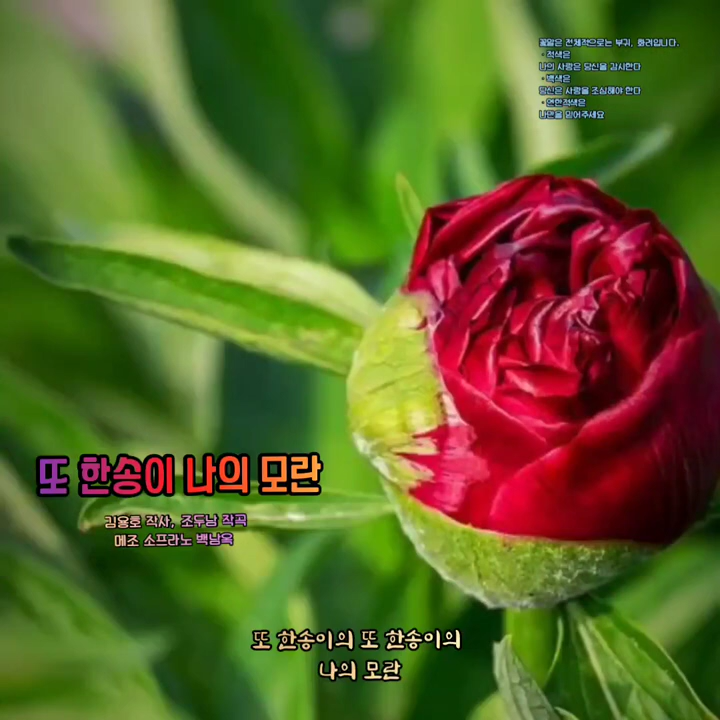 꽃말은 전체적으로는 부귀, 화려입니다.
· 적색은
나의 사랑은 당신을 감시한다
· 백색은
당신은 사랑을 조심해야 한다
· 연한적색은
나만을 믿어주세요
또 한송이 나의 모란
김용호 작사, 조두남 작곡
메조 소프라노 백남옥
또 한송이의 또 한송이의
나의 모란